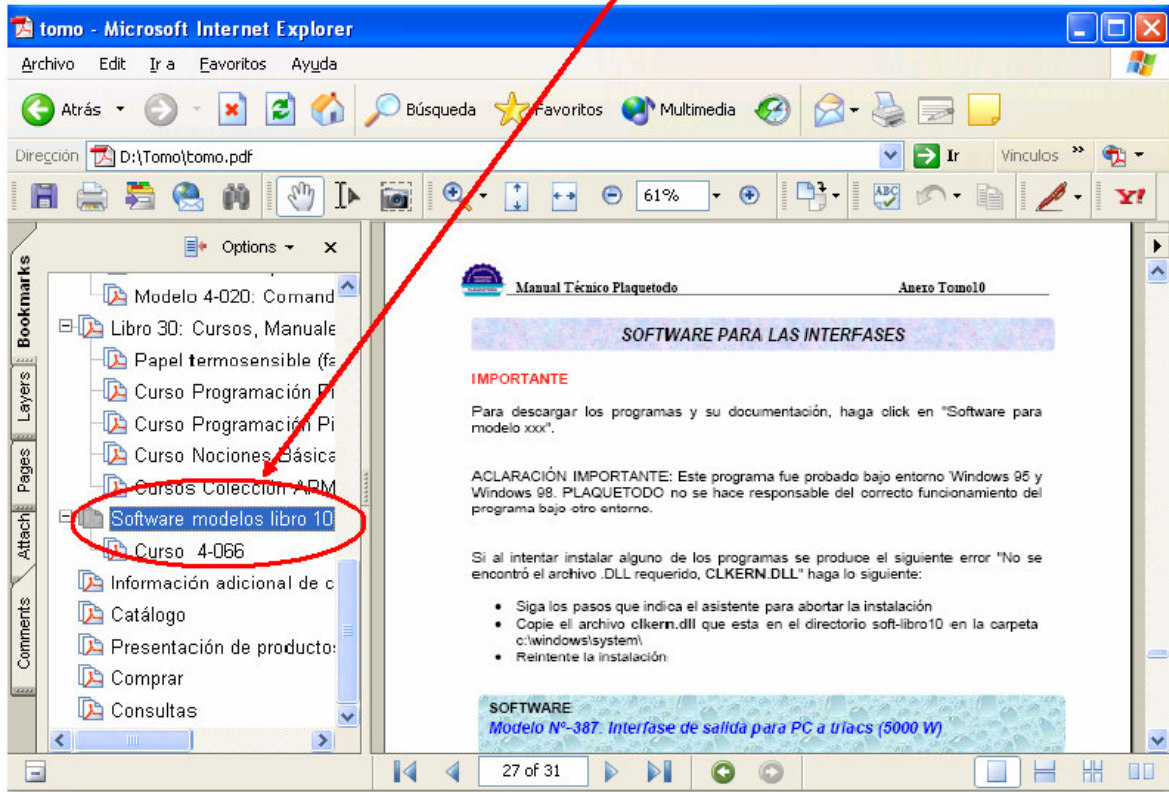 tomo - Microsoft Internet Explorer
Archivo Edit Ir a Favoritos Ayuda
Atrás Búsqueda Favoritos Multimedia
Dirección D:\Tomo\tomo.pdf Ir Vínculos »
61% ABC Y!
Options x
Bookmarks
Layers
Pages
Attach
Comments
Modelo 4-020: Comand
Libro 30: Cursos, Manuale
Papel termosensible (fa
Curso Programación Pi
Curso Programación Pi
Curso Nociones Básica
Cursos Colección ARM
Software modelos libro 10
Curso 4-066
Información adicional de c
Catálogo
Presentación de producto
Comprar
Consultas
Manual Técnico Plaquetodo Anexo Tomo10
SOFTWARE PARA LAS INTERFASES
IMPORTANTE
Para descargar los programas y su documentación, haga click en "Software para
modelo xxx".
ACLARACIÓN IMPORTANTE: Este programa fue probado bajo entorno Windows 95 y
Windows 98. PLAQUETODO no se hace responsable del correcto funcionamiento del
programa bajo otro entorno.
Si al intentar instalar alguno de los programas se produce el siguiente error "No se
encontró el archivo .DLL requerido, CLKERN.DLL" haga lo siguiente:
• Siga los pasos que indica el asistente para abortar la instalación
• Copie el archivo clkern.dll que esta en el directorio soft-libro10 en la carpeta
c:\windows\system\
• Reintente la instalación
SOFTWARE
Modelo Nº-387: Interfase de salida para PC a triacs (5000 W)
27 of 31